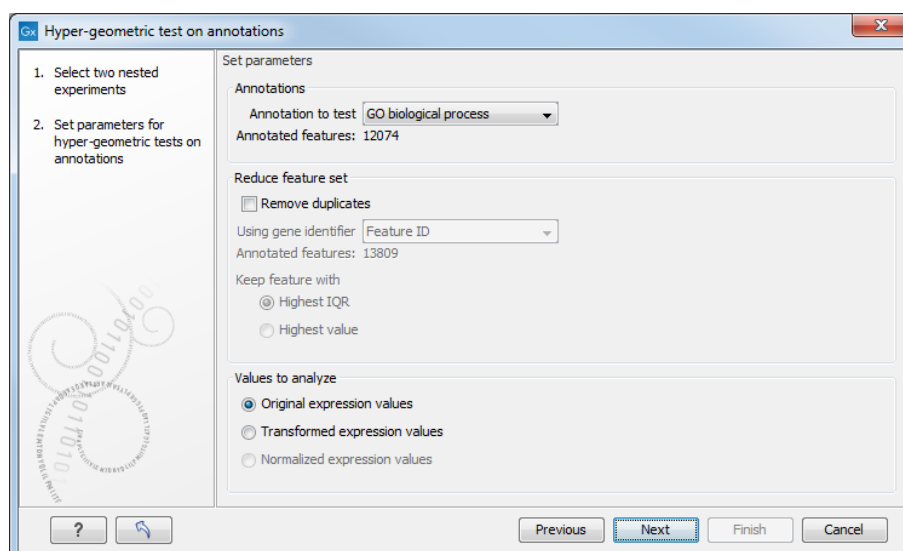 Gx Hyper-geometric test on annotations
1. Select two nested
experiments
2. Set parameters for
hyper-geometric tests on
annotations
Set parameters
Annotations
Annotation to test GO biological process
Annotated features: 12074
Reduce feature set
Remove duplicates
Using gene identifier Feature ID
Annotated features: 13809
Keep feature with
Highest IQR
Highest value
Values to analyze
Original expression values
Transformed expression values
Normalized expression values
? Previous Next Finish Cancel